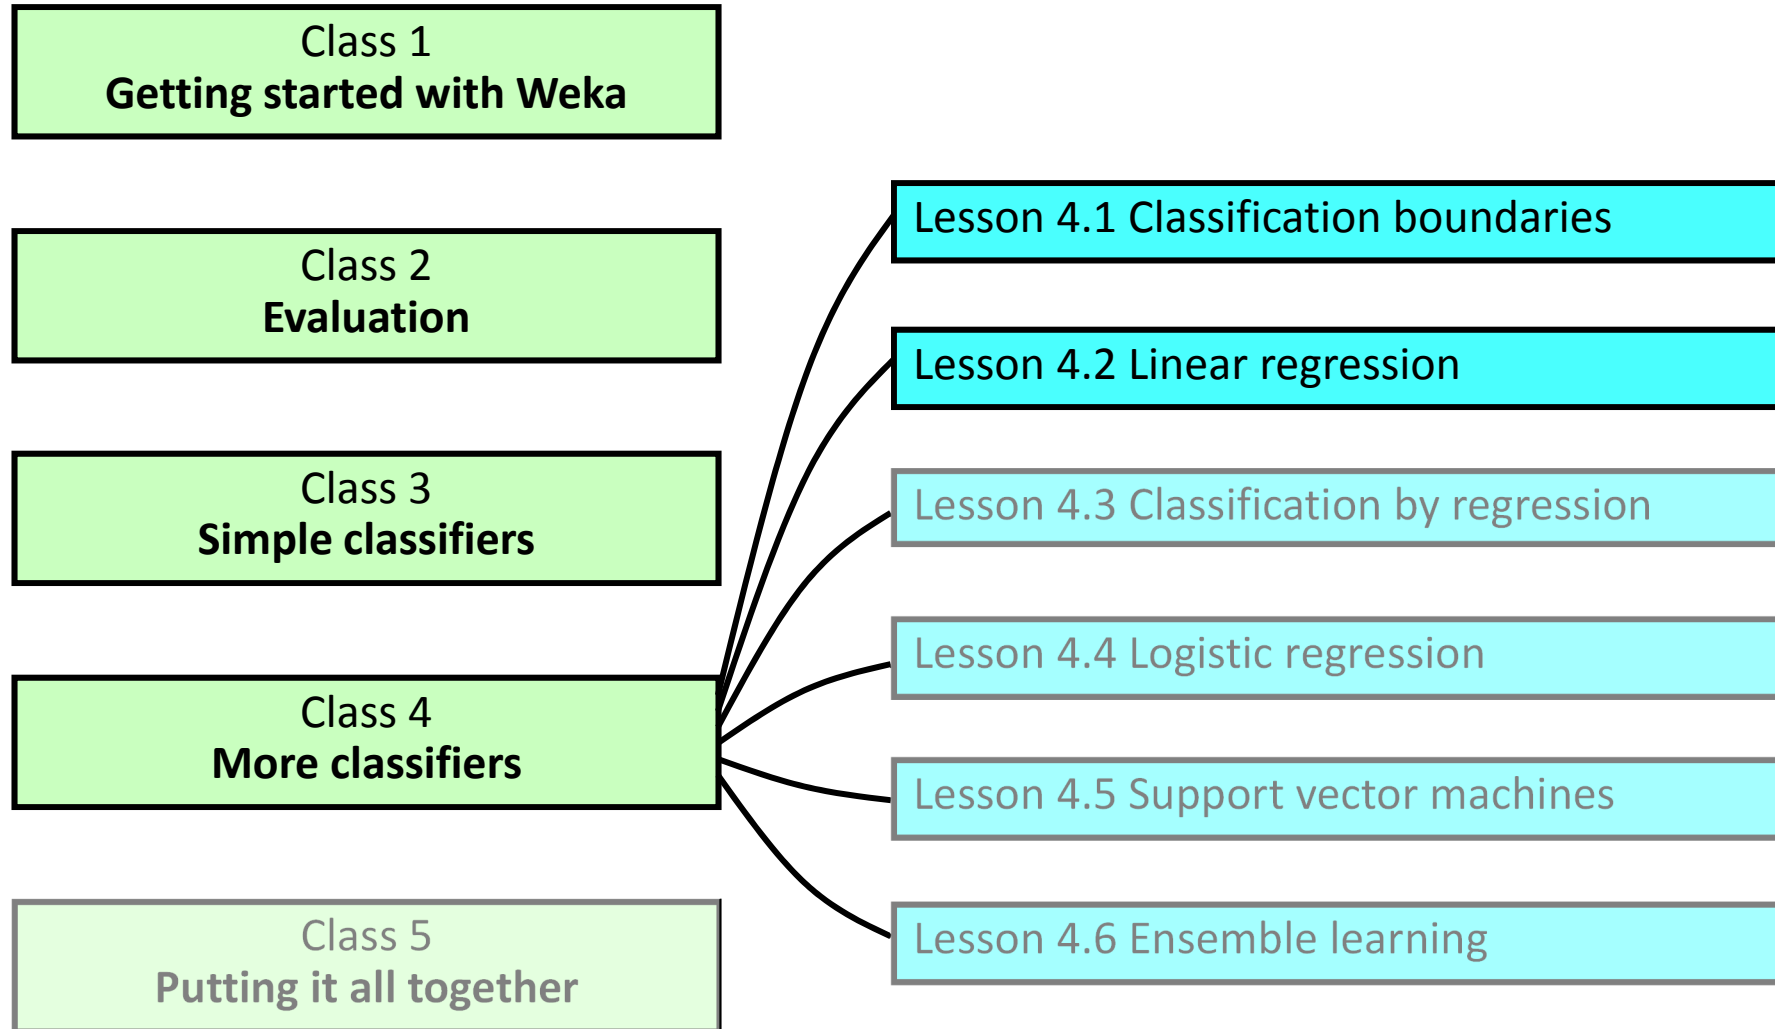 Class 1
Getting started with Weka
Class 2
Evaluation
Class 3
Simple classifiers
Class 4
More classifiers
Class 5
Putting it all together
Lesson 4.1 Classification boundaries
Lesson 4.2 Linear regression
Lesson 4.3 Classification by regression
Lesson 4.4 Logistic regression
Lesson 4.5 Support vector machines
Lesson 4.6 Ensemble learning